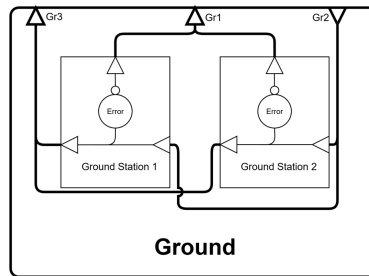 Gr3 Gr1 Gr2
Error Error
Ground Station 1 Ground Station 2
Ground